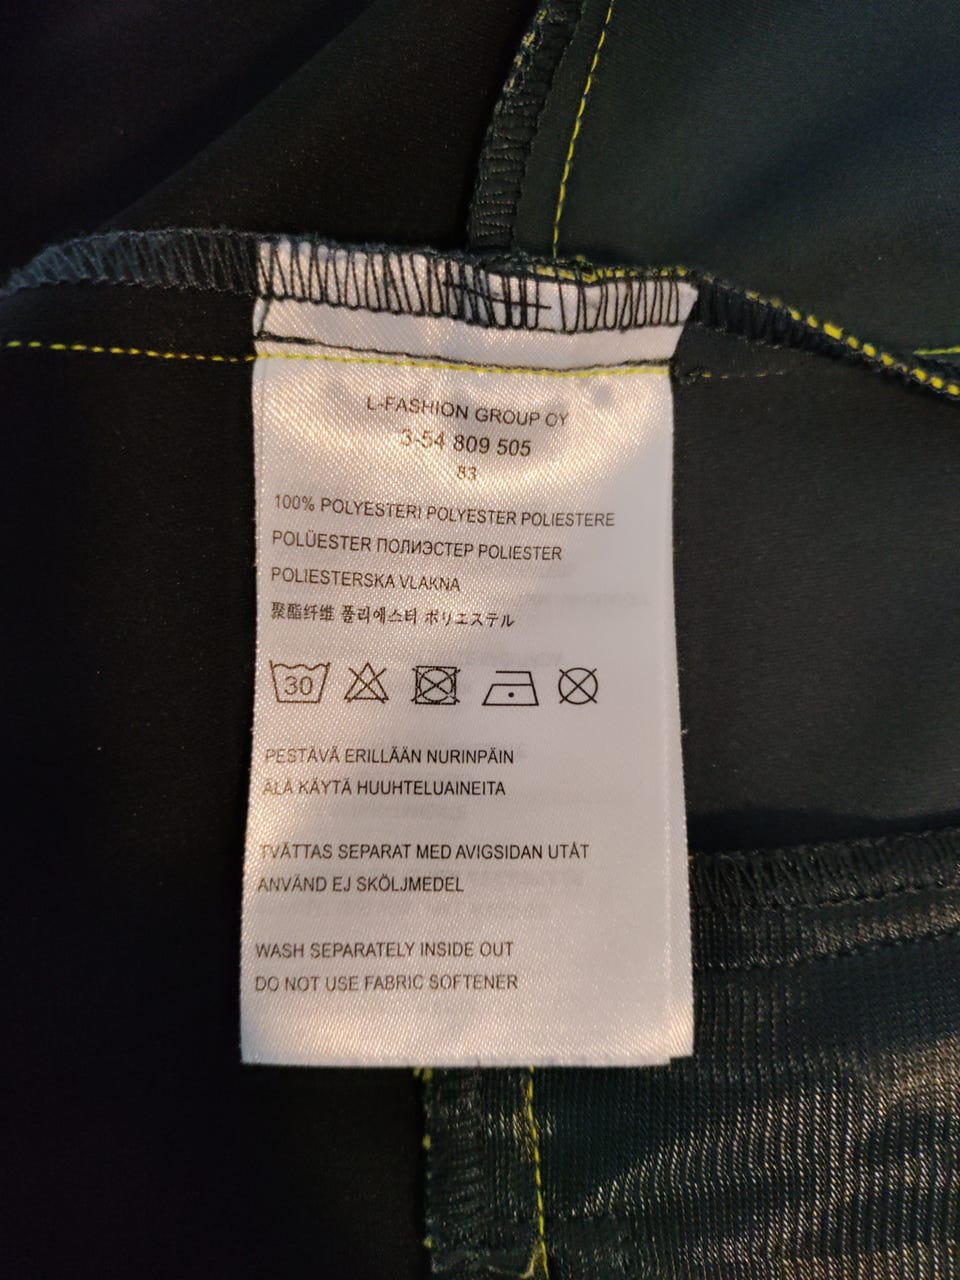 L-FASHION GROUP OY
3-54 809 505
83
100% POLYESTERI POLYESTER POLIESTERE
POLÜESTER ПОЛИЭСТЕР POLIESTER
POLIESTERSKA VLAKNA
聚酯纤维 폴리에스터 ポリエステル
30
PESTÄVÄ ERILLÄÄN NURINPÄIN
ÄLÄ KÄYTÄ HUUHTELUAINEITA
TVÄTTAS SEPARAT MED AVIGSIDAN UTÅT
ANVÄND EJ SKÖLJMEDEL
WASH SEPARATELY INSIDE OUT
DO NOT USE FABRIC SOFTENER